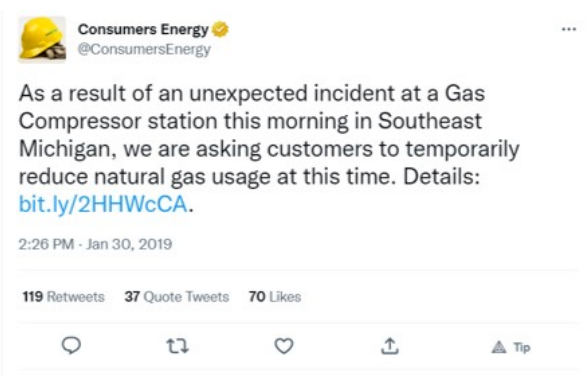 Consumers Energy
@ConsumersEnergy
As a result of an unexpected incident at a Gas
Compressor station this morning in Southeast
Michigan, we are asking customers to temporarily
reduce natural gas usage at this time. Details:
bit.ly/2HHWcCA.
2:26 PM · Jan 30, 2019
119 Retweets 37 Quote Tweets 70 Likes
Tip